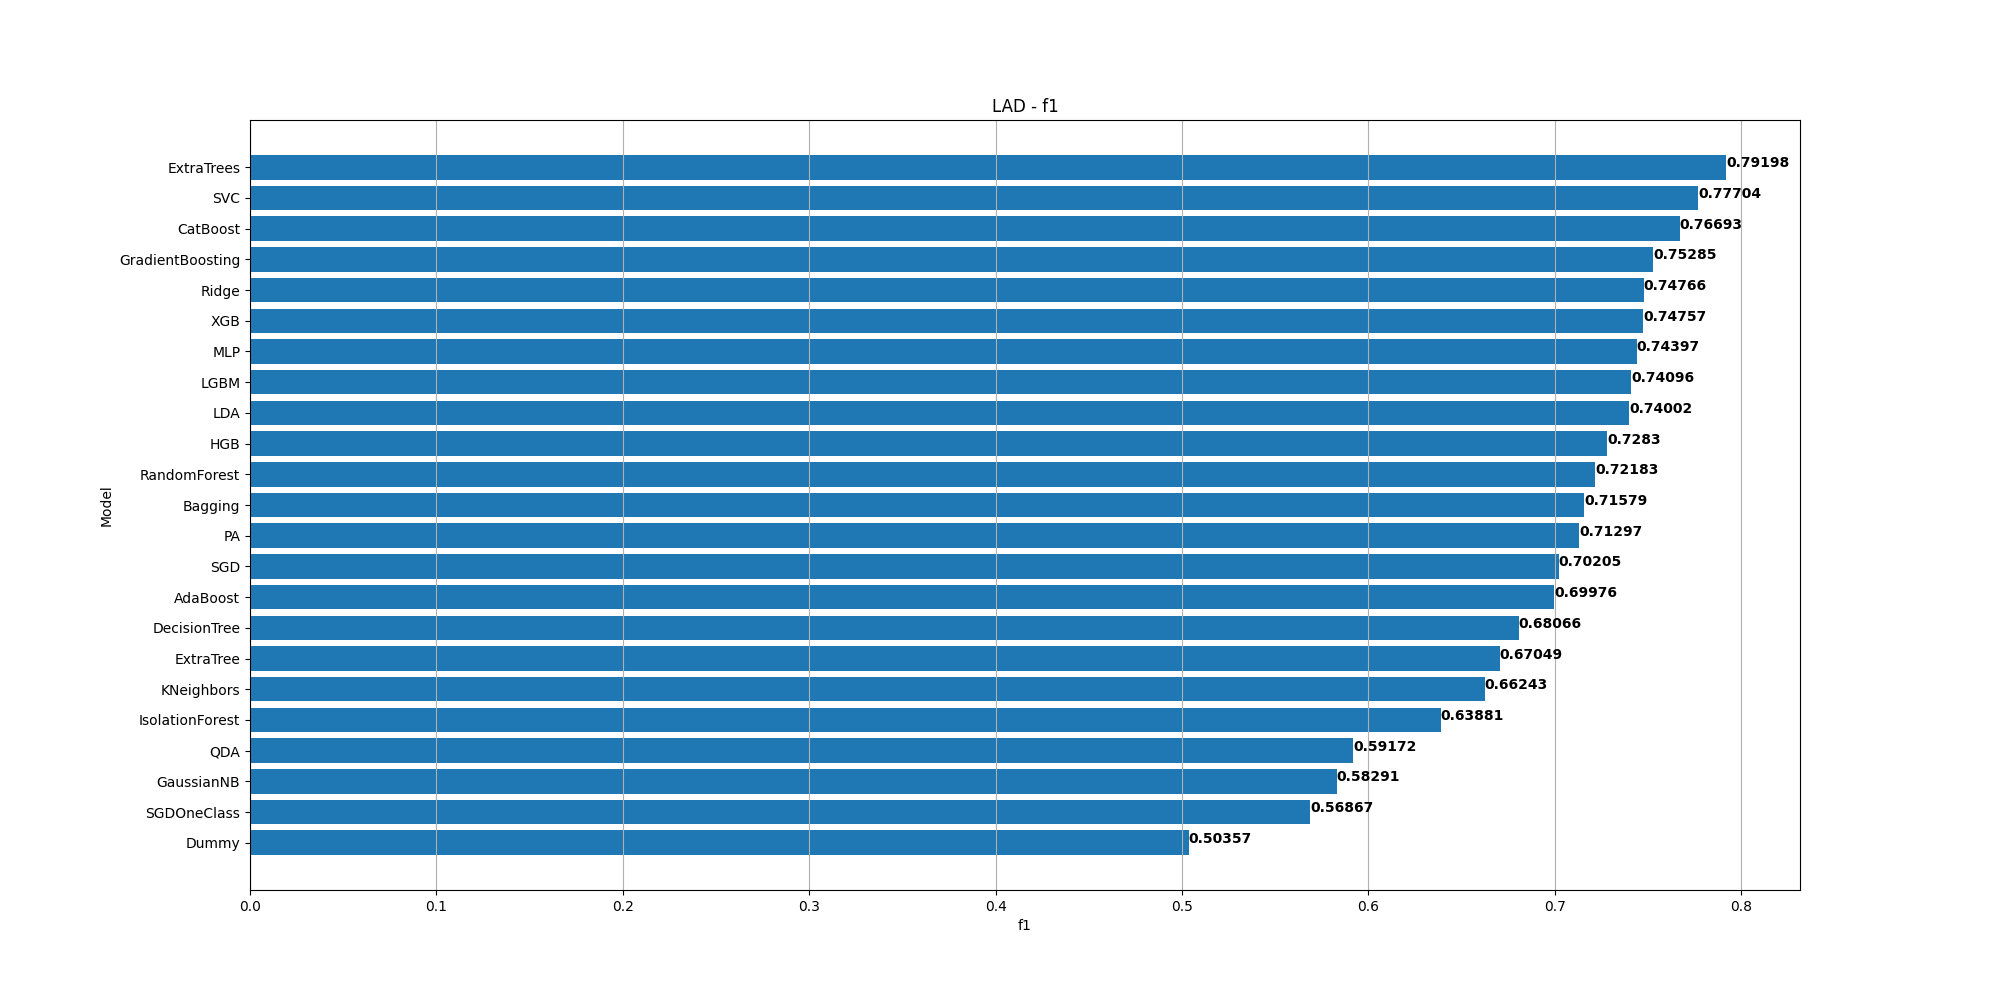 LAD - f1
ExtraTrees 0.79198
SVC 0.77704
CatBoost 0.76693
GradientBoosting 0.75285
Ridge 0.74766
XGB 0.74757
MLP 0.74397
LGBM 0.74096
LDA 0.74002
HGB 0.7283
RandomForest 0.72183
Bagging 0.71579
PA 0.71297
SGD 0.70205
AdaBoost 0.69976
DecisionTree 0.68066
ExtraTree 0.67049
KNeighbors 0.66243
IsolationForest 0.63881
QDA 0.59172
GaussianNB 0.58291
SGDOneClass 0.56867
Dummy 0.50357
Model
0.0 0.1 0.2 0.3 0.4 0.5 0.6 0.7 0.8
f1